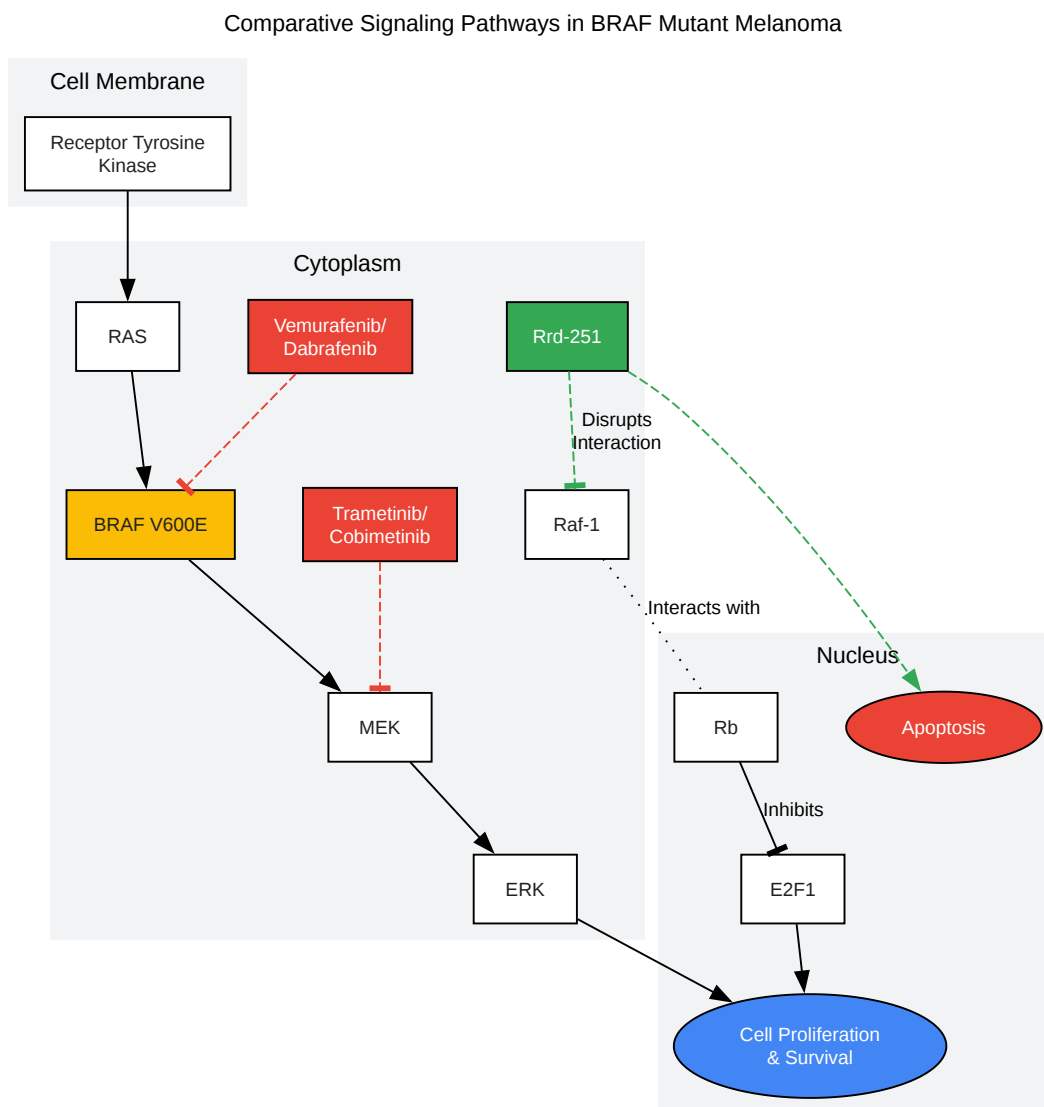 Comparative Signaling Pathways in BRAF Mutant Melanoma
Cell Membrane
Receptor Tyrosine
Kinase
Cytoplasm
RAS
Vemurafenib/
Dabrafenib
Rrd-251
Disrupts
Interaction
BRAF V600E
Trametinib/
Cobimetinib
Raf-1
Interacts with
Nucleus
MEK
Rb
Apoptosis
Inhibits
ERK
E2F1
Cell Proliferation
& Survival